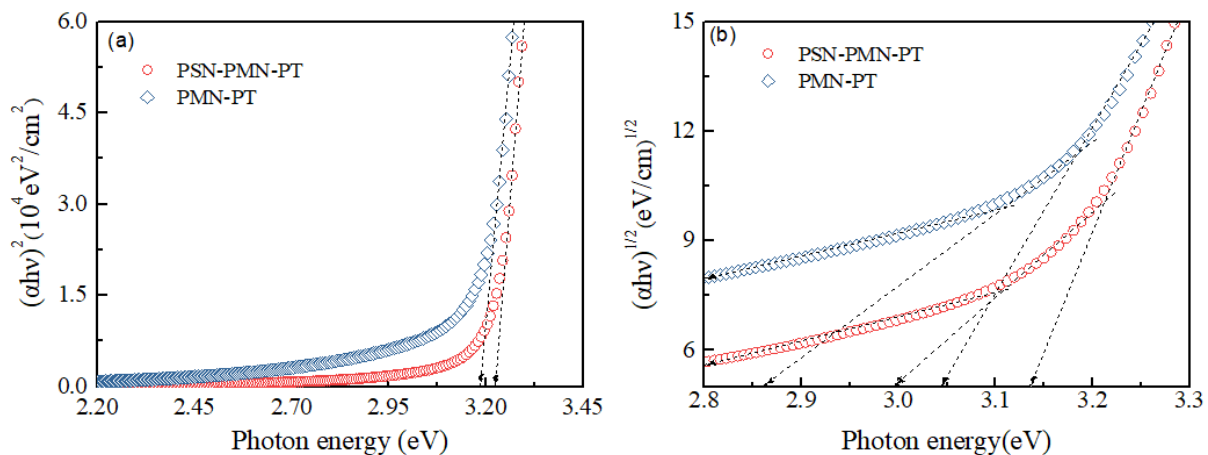 (a)
PSN-PMN-PT
PMN-PT
6.0
4.5
3.0
1.5
0.0
2.20
2.45
2.70
2.95
3.20
3.45
(αhν)² (10⁴ eV²/cm²)
Photon energy (eV)
(b)
PSN-PMN-PT
PMN-PT
15
12
9
6
2.8
2.9
3.0
3.1
3.2
3.3
(αhν)^1/2 (eV/cm)^1/2
Photon energy(eV)